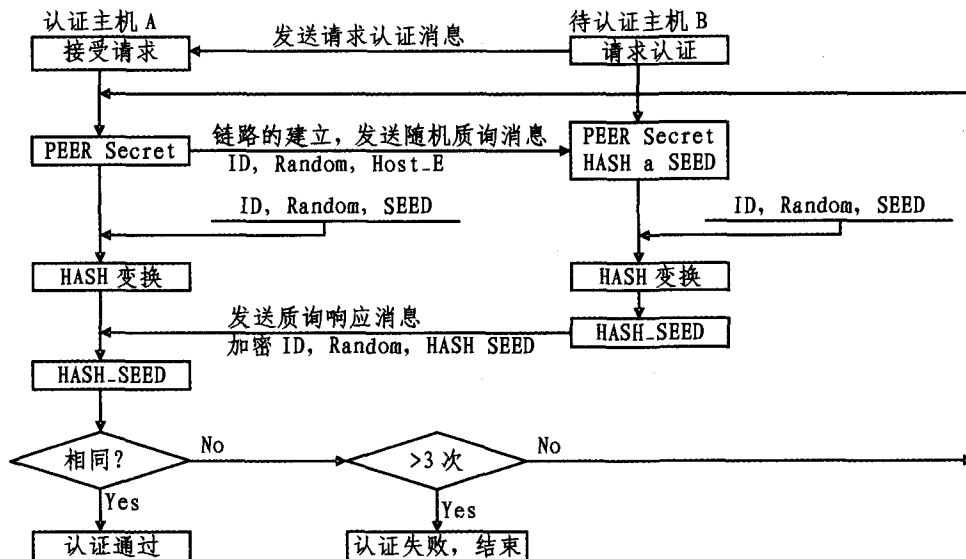 认证主机 A
待认证主机 B
发送请求认证消息
接受请求
请求认证
链路的建立, 发送随机质询消息
PEER Secret
PEER Secret
HASH a SEED
ID, Random, Host_E
ID, Random, SEED
ID, Random, SEED
HASH 变换
HASH 变换
发送质询响应消息
HASH_SEED
加密 ID, Random, HASH SEED
HASH_SEED
相同?
No
>3 次
No
Yes
Yes
认证通过
认证失败, 结束